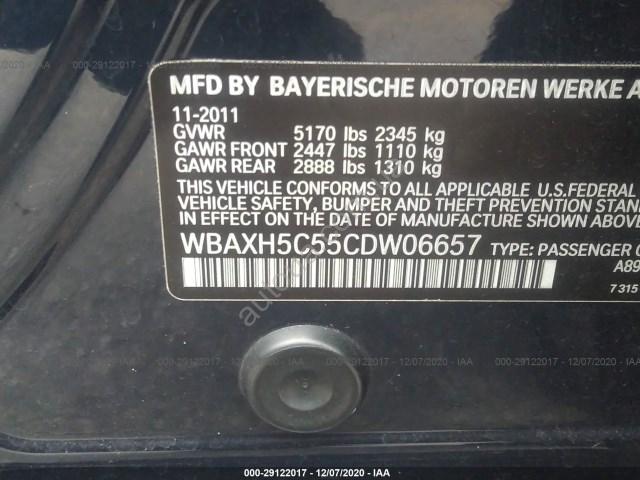 MFD BY BAYERISCHE MOTOREN WERKE A
11-2011
GVWR 5170 lbs 2345 kg
GAWR FRONT 2447 lbs 1110 kg
GAWR REAR 2888 lbs 1310 kg
THIS VEHICLE CONFORMS TO ALL APPLICABLE U.S.FEDERAL
VEHICLE SAFETY, BUMPER AND THEFT PREVENTION STAN
IN EFFECT ON THE DATE OF MANUFACTURE SHOWN ABOV
WBAXH5C55CDW06657 TYPE: PASSENGER
A89
7 315
000-29122017 - 12/07/2020 - IAA